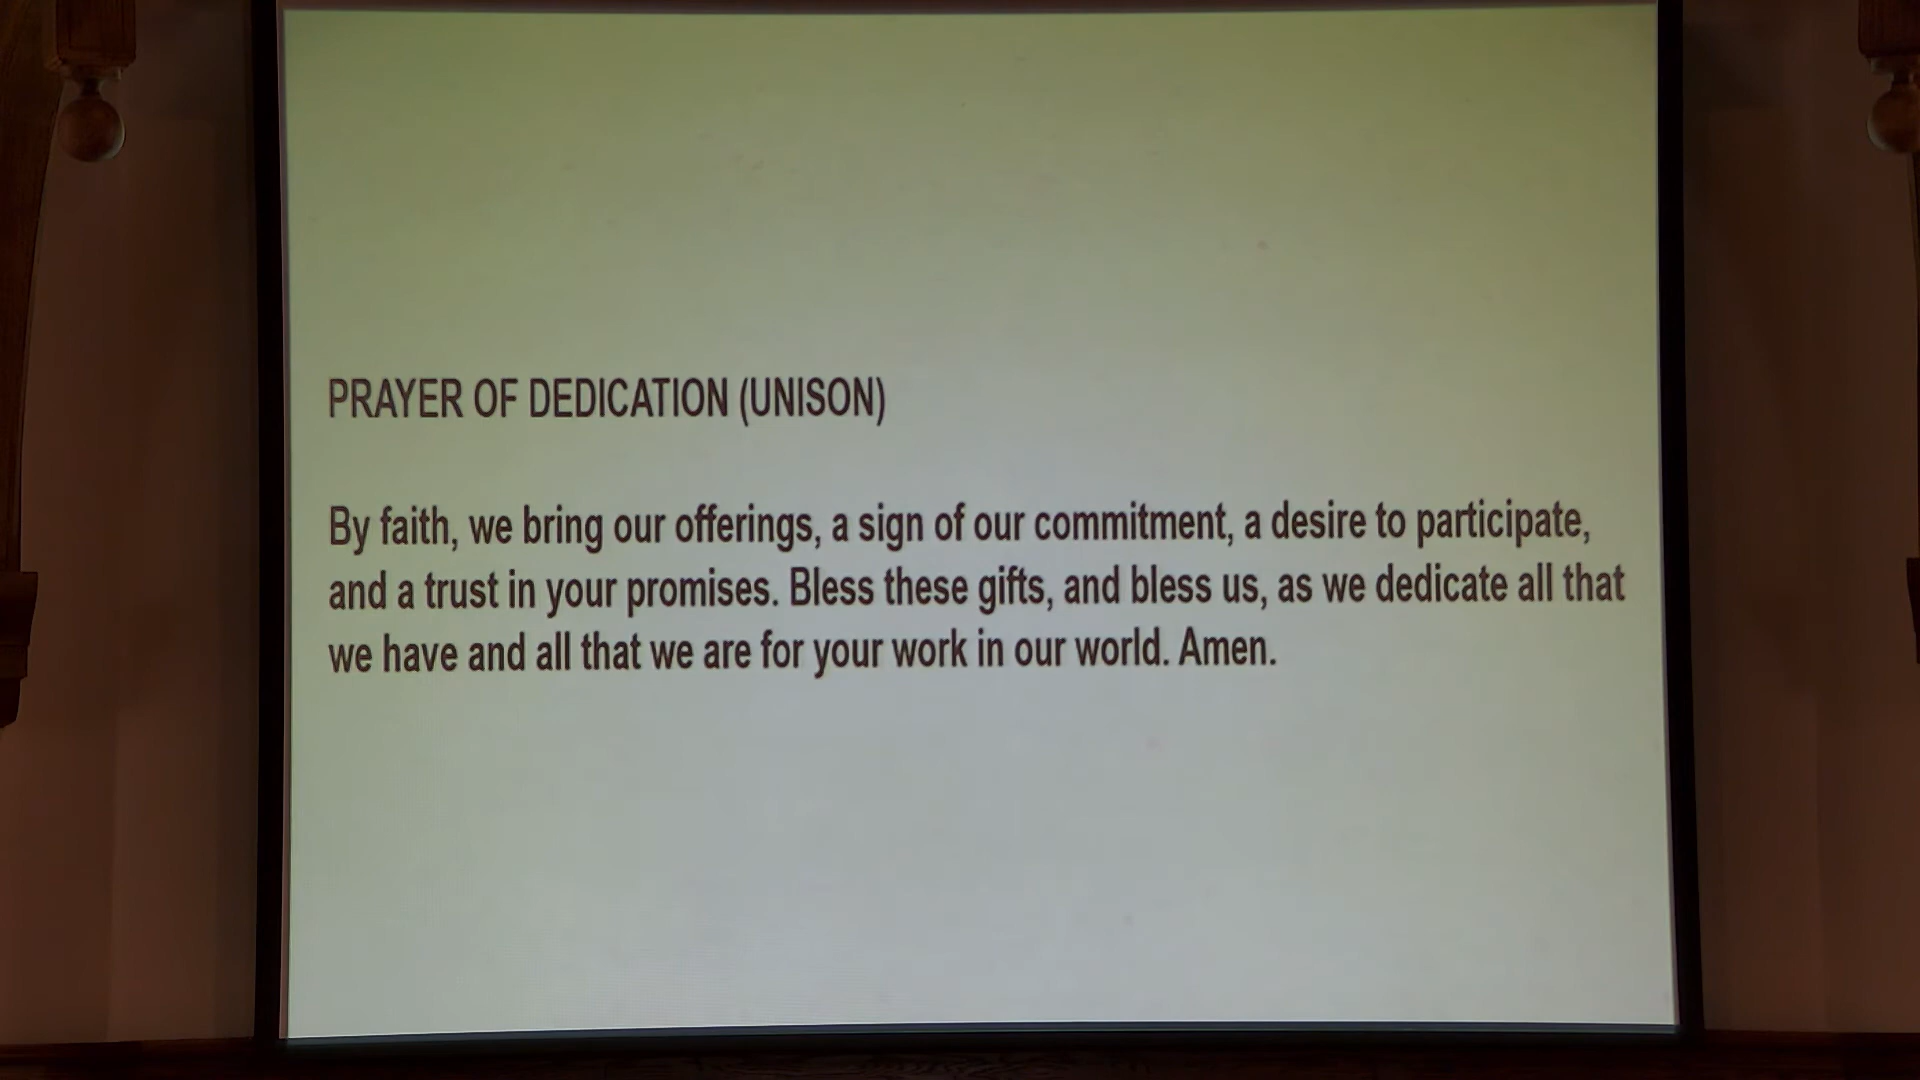 PRAYER OF DEDICATION (UNISON)
By faith, we bring our offerings, a sign of our commitment, a desire to participate,
and a trust in your promises. Bless these gifts, and bless us, as we dedicate all that
we have and all that we are for your work in our world. Amen.